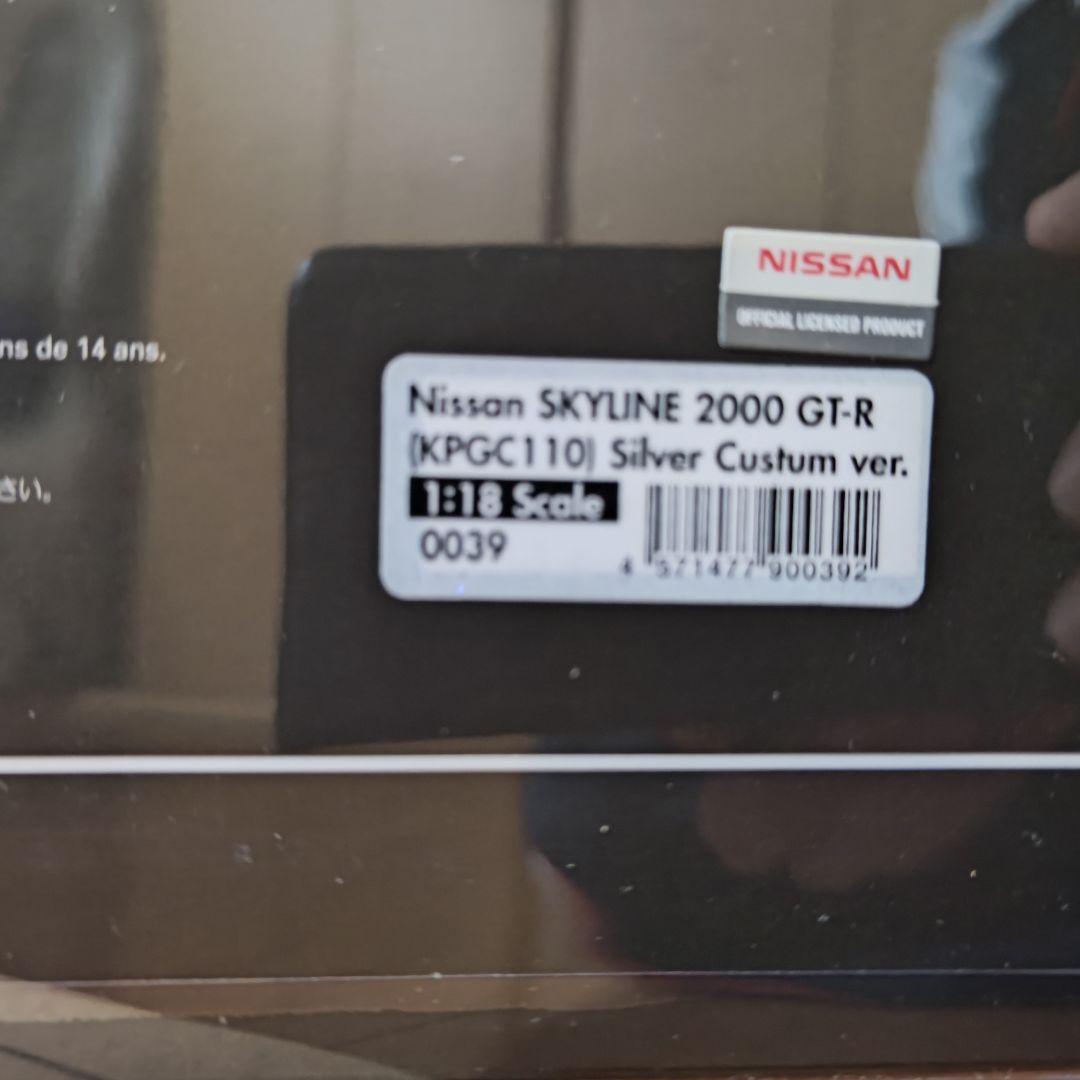 NISSAN
OFFICIAL LICENSED PRODUCT
ns de 14 ans.
さい。
Nissan SKYLINE 2000 GT-R
(KPGC110) Silver Custum ver.
1:18 Scale
0039
4 571477 900392